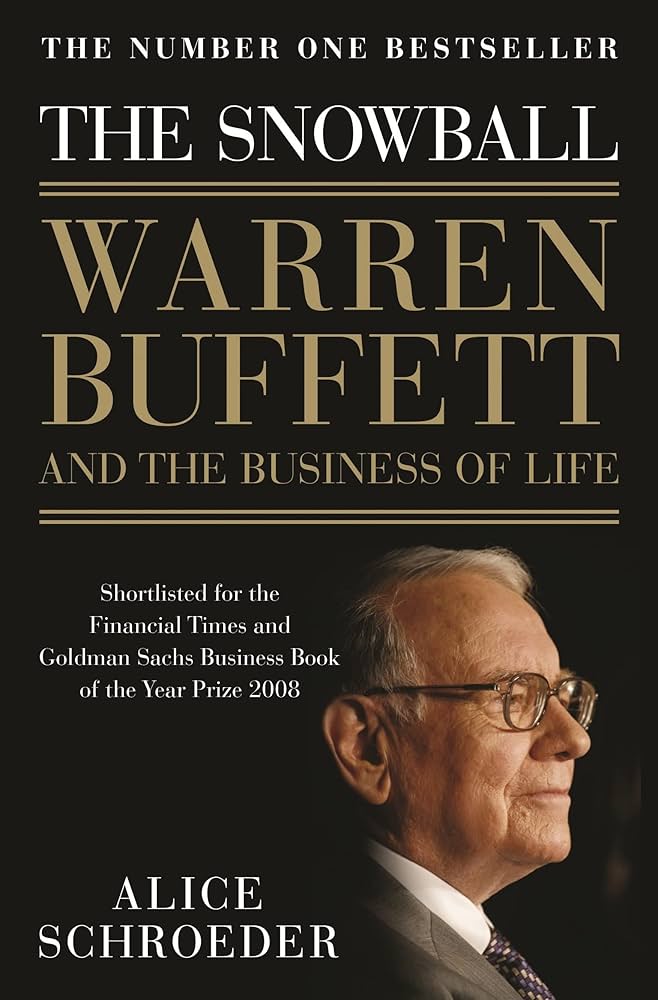 THE NUMBER ONE BESTSELLER
THE SNOWBALL
WARREN
BUFFETT
AND THE BUSINESS OF LIFE
Shortlisted for the
Financial Times and
Goldman Sachs Business Book
of the Year Prize 2008
ALICE
SCHROEDER